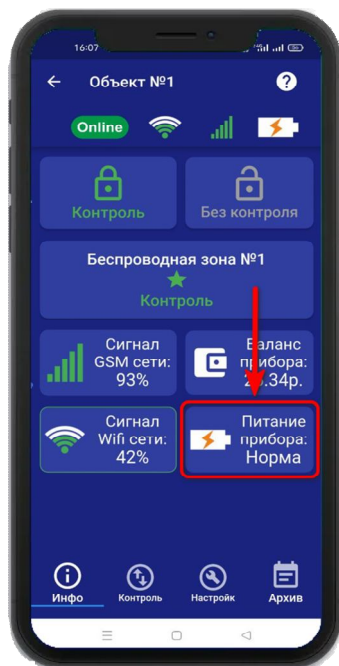 16:07
Объект №1
?
Online
Контроль
Без контроля
Беспроводная зона №1
Контроль
Сигнал
GSM сети:
93%
Баланс
прибора:
Сигнал
Wifi сети:
42%
Питание
прибора:
Норма
Инфо
Контроль
Настройк
Архив